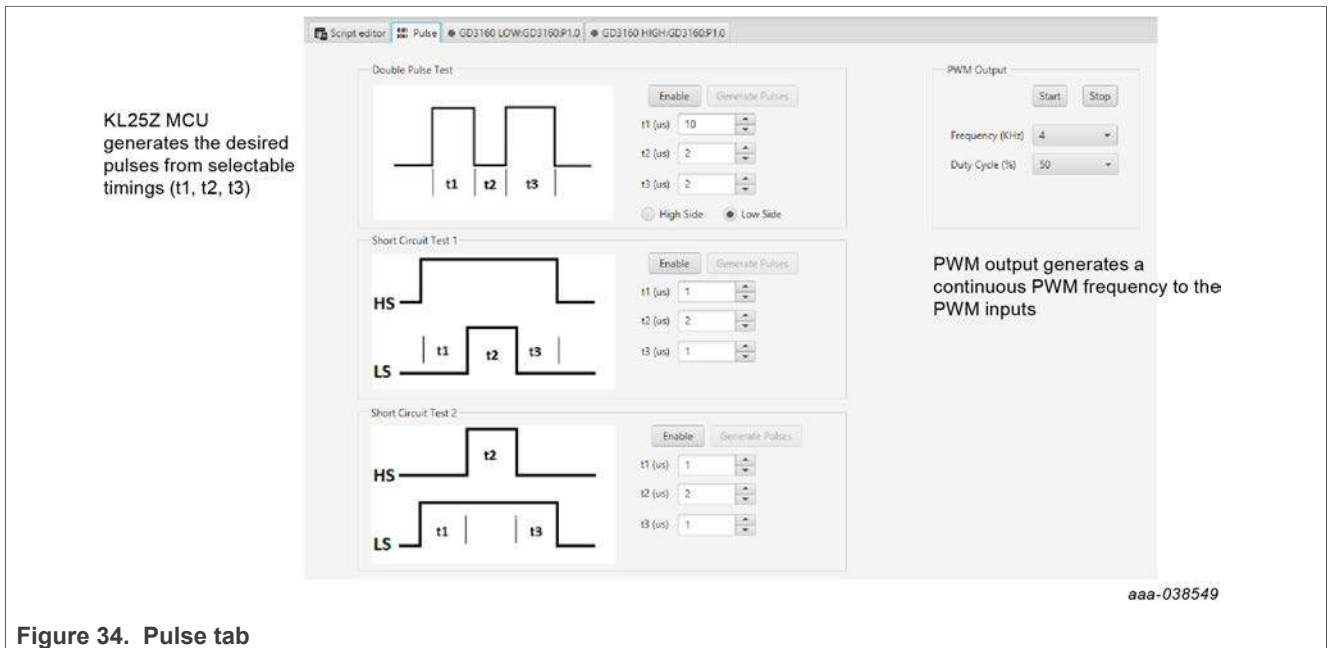 Script editor Pulse GD3160 LOW:GD3160:P1.0 GD3160 HIGH:GD3160:P1.0
KL25Z MCU
generates the desired
pulses from selectable
timings (t1, t2, t3)
Double Pulse Test
t1 t2 t3
Enable Generate Pulses
t1 (us) 10
t2 (us) 2
t3 (us) 2
High Side Low Side
Short Circuit Test 1
HS
t1 t2 t3
LS
Enable Generate Pulses
t1 (us) 1
t2 (us) 2
t3 (us) 1
Short Circuit Test 2
t2
HS
t1 t3
LS
Enable Generate Pulses
t1 (us) 1
t2 (us) 2
t3 (us) 1
PWM Output
Start Stop
Frequency (KHz) 4
Duty Cycle (%) 50
PWM output generates a
continuous PWM frequency to the
PWM inputs
aaa-038549
Figure 34. Pulse tab